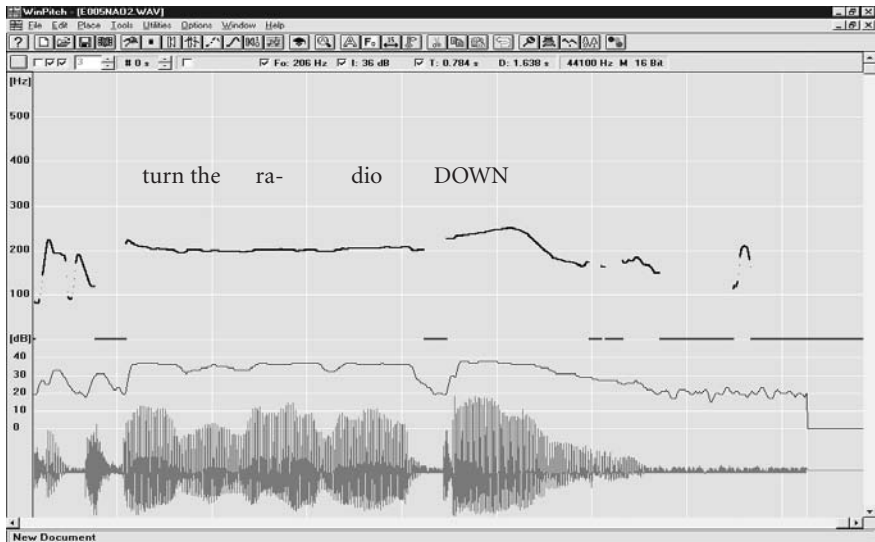 WinPitch - [E005NAO2.WAV]
File Edit Place Tools Utilities Options Window Help
3 # 0 s Fo: 206 Hz I: 36 dB T: 0.784 s D: 1.638 s 44100 Hz M 16 Bit
[Hz]
500
400
turn the ra- dio DOWN
300
200
100
[dB]
40
30
20
10
0
New Document